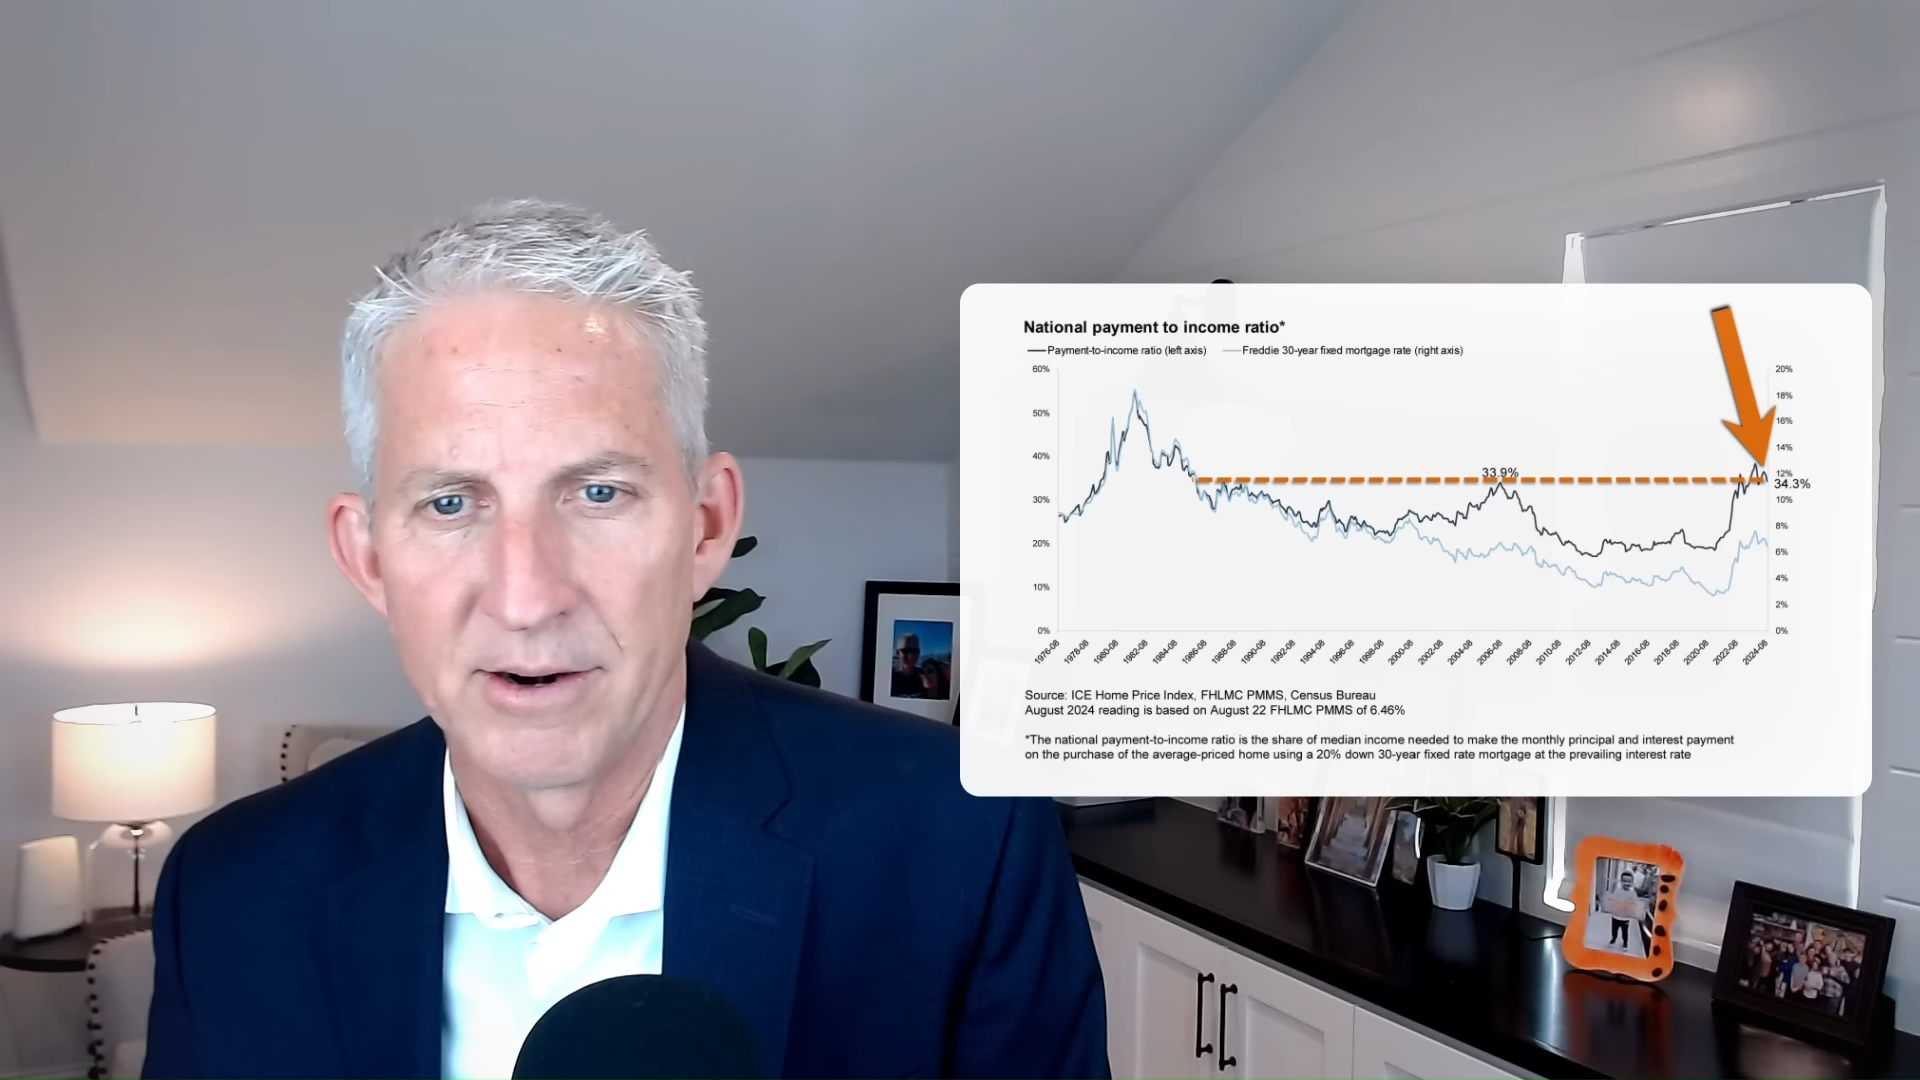 National payment to income ratio*
Payment-to-income ratio (left axis) Freddie 30-year fixed mortgage rate (right axis)
60% 20%
18%
50% 16%
14%
40% 33.9% 12%
34.3%
30% 10%
8%
20% 6%
10% 4%
2%
0% 0%
1976-08 1978-08 1980-08 1982-08 1984-08 1986-08 1988-08 1990-08 1992-08 1994-08 1996-08 1998-08 2000-08 2002-08 2004-08 2006-08 2008-08 2010-08 2012-08 2014-08 2016-08 2018-08 2020-08 2022-08 2024-08
Source: ICE Home Price Index, FHLMC PMMS, Census Bureau
August 2024 reading is based on August 22 FHLMC PMMS of 6.46%
*The national payment-to-income ratio is the share of median income needed to make the monthly principal and interest payment
on the purchase of the average-priced home using a 20% down 30-year fixed rate mortgage at the prevailing interest rate